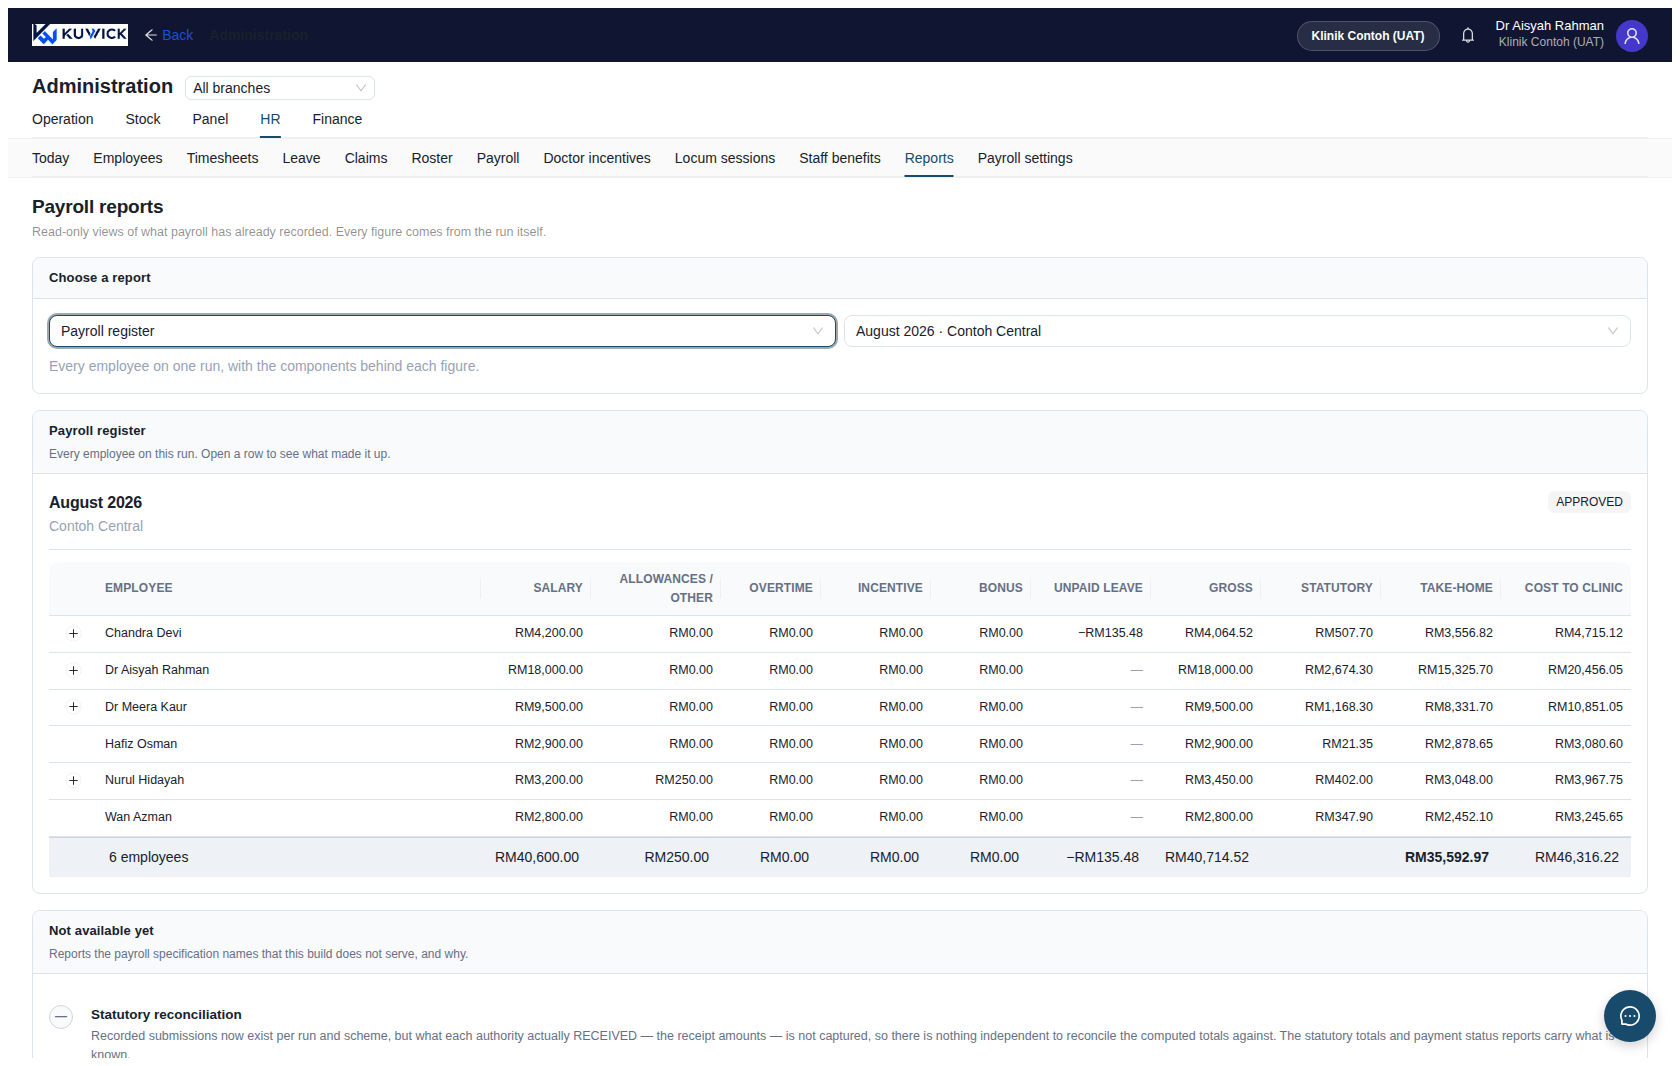 KUWICK
Back Administration
Klinik Contoh (UAT)
Dr Aisyah Rahman
Klinik Contoh (UAT)
Administration
All branches
Operation Stock Panel HR Finance
Today Employees Timesheets Leave Claims Roster Payroll Doctor incentives Locum sessions Staff benefits Reports Payroll settings
Payroll reports
Read-only views of what payroll has already recorded. Every figure comes from the run itself.
Choose a report
Payroll register
August 2026 · Contoh Central
Every employee on one run, with the components behind each figure.
Payroll register
Every employee on this run. Open a row to see what made it up.
August 2026
APPROVED
Contoh Central
EMPLOYEE SALARY ALLOWANCES / OTHER OVERTIME INCENTIVE BONUS UNPAID LEAVE GROSS STATUTORY TAKE-HOME COST TO CLINIC
+ Chandra Devi RM4,200.00 RM0.00 RM0.00 RM0.00 RM0.00 −RM135.48 RM4,064.52 RM507.70 RM3,556.82 RM4,715.12
+ Dr Aisyah Rahman RM18,000.00 RM0.00 RM0.00 RM0.00 RM0.00 — RM18,000.00 RM2,674.30 RM15,325.70 RM20,456.05
+ Dr Meera Kaur RM9,500.00 RM0.00 RM0.00 RM0.00 RM0.00 — RM9,500.00 RM1,168.30 RM8,331.70 RM10,851.05
Hafiz Osman RM2,900.00 RM0.00 RM0.00 RM0.00 RM0.00 — RM2,900.00 RM21.35 RM2,878.65 RM3,080.60
+ Nurul Hidayah RM3,200.00 RM250.00 RM0.00 RM0.00 RM0.00 — RM3,450.00 RM402.00 RM3,048.00 RM3,967.75
Wan Azman RM2,800.00 RM0.00 RM0.00 RM0.00 RM0.00 — RM2,800.00 RM347.90 RM2,452.10 RM3,245.65
6 employees RM40,600.00 RM250.00 RM0.00 RM0.00 RM0.00 −RM135.48 RM40,714.52 RM35,592.97 RM46,316.22
Not available yet
Reports the payroll specification names that this build does not serve, and why.
Statutory reconciliation
Recorded submissions now exist per run and scheme, but what each authority actually RECEIVED — the receipt amounts — is not captured, so there is nothing independent to reconcile the computed totals against. The statutory totals and payment status reports carry what is
known.